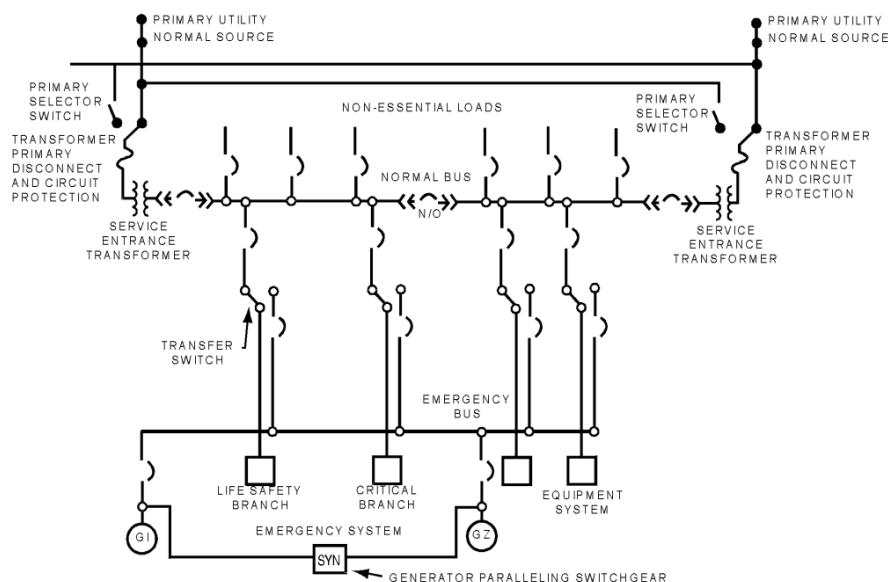 PRIMARY UTILITY
NORMAL SOURCE
PRIMARY UTILITY
NORMAL SOURCE
PRIMARY
SELECTOR
SWITCH
NON-ESSENTIAL LOADS
PRIMARY
SELECTOR
SWITCH
TRANSFORMER
PRIMARY
DISCONNECT
AND CIRCUIT
PROTECTION
TRANSFORMER
PRIMARY
DISCONNECT
AND CIRCUIT
PROTECTION
NORMAL BUS
N/O
SERVICE
ENTRANCE
TRANSFORMER
SERVICE
ENTRANCE
TRANSFORMER
TRANSFER
SWITCH
EMERGENCY
BUS
LIFE SAFETY
BRANCH
CRITICAL
BRANCH
EQUIPMENT
SYSTEM
GI
EMERGENCY SYSTEM
GZ
SYN
GENERATOR PARALLELING SWITCHGEAR